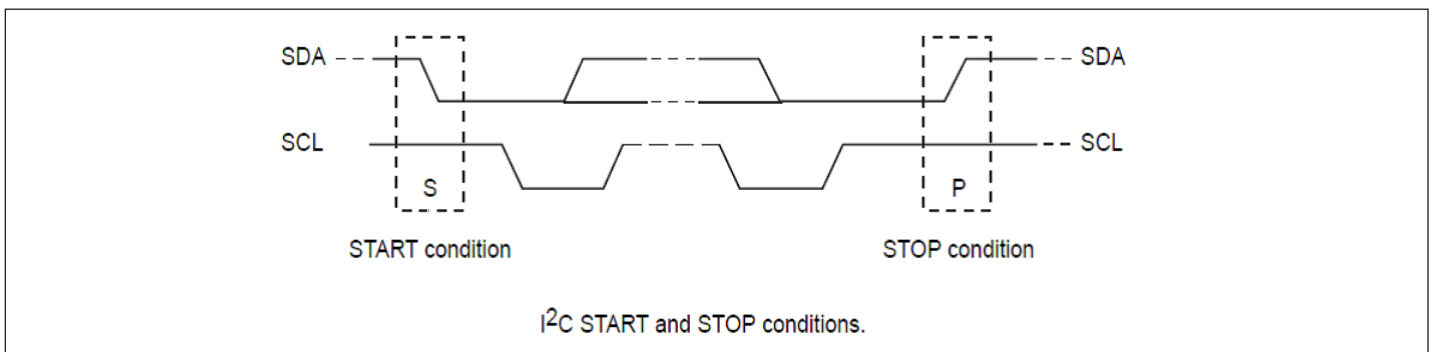 SDA SDA
SCL SCL
S P
START condition STOP condition
I²C START and STOP conditions.